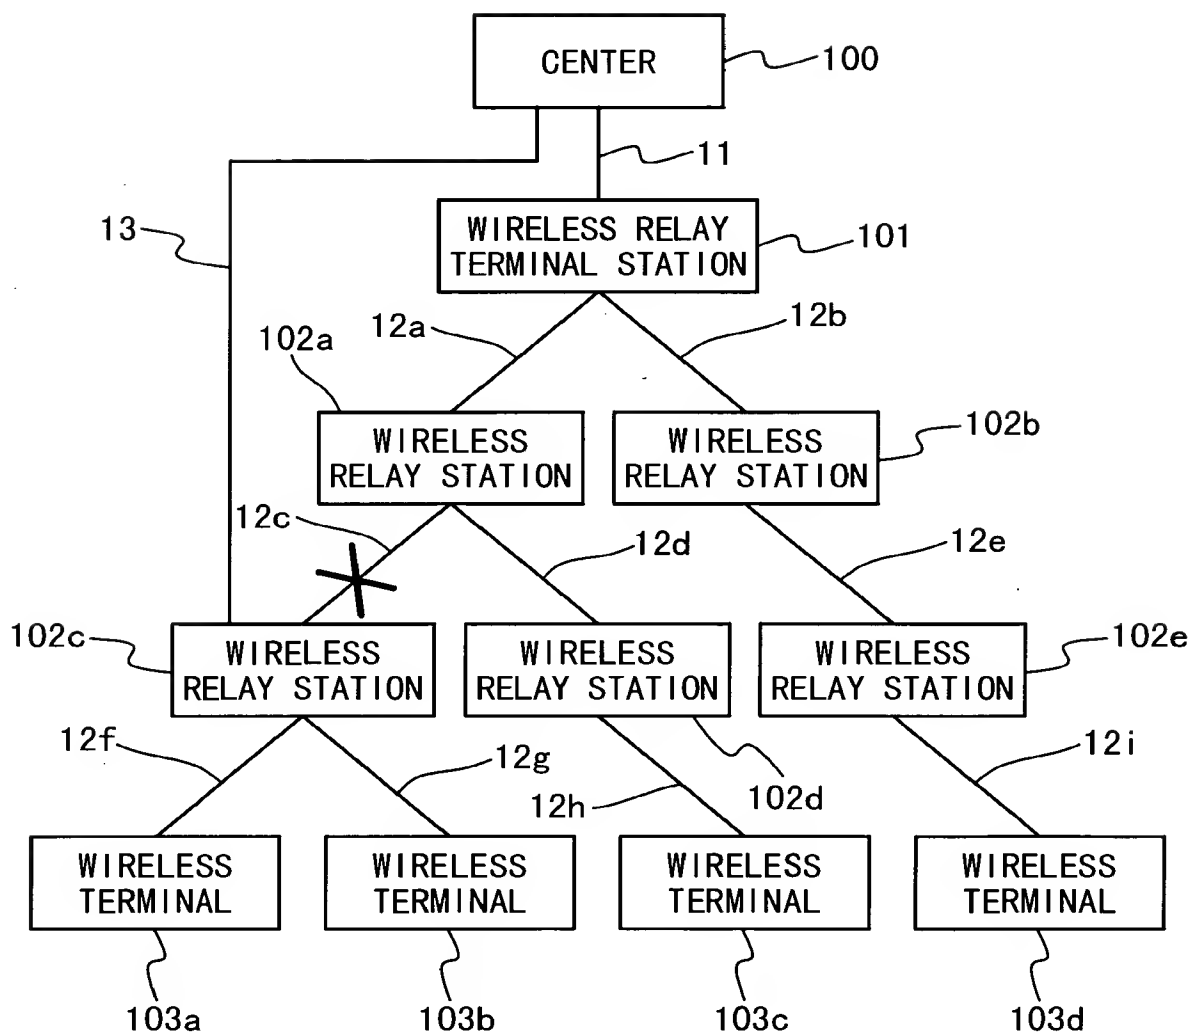 CENTER
100
11
13
WIRELESS RELAY
TERMINAL STATION
101
12a
12b
102a
WIRELESS
RELAY STATION
WIRELESS
RELAY STATION
102b
12c
12d
12e
102c
WIRELESS
RELAY STATION
WIRELESS
RELAY STATION
WIRELESS
RELAY STATION
102e
12f
12g
12h
102d
12i
WIRELESS
TERMINAL
WIRELESS
TERMINAL
WIRELESS
TERMINAL
WIRELESS
TERMINAL
103a
103b
103c
103d